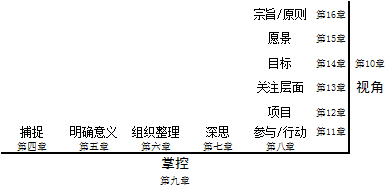 宗旨/原则 第16章
愿景 第15章
目标 第14章 第10章
关注层面 第13章 视角
项目 第12章
捕捉 明确意义 组织整理 深思 参与/行动 第11章
第四章 第五章 第六章 第七章 第八章
掌控
第九章